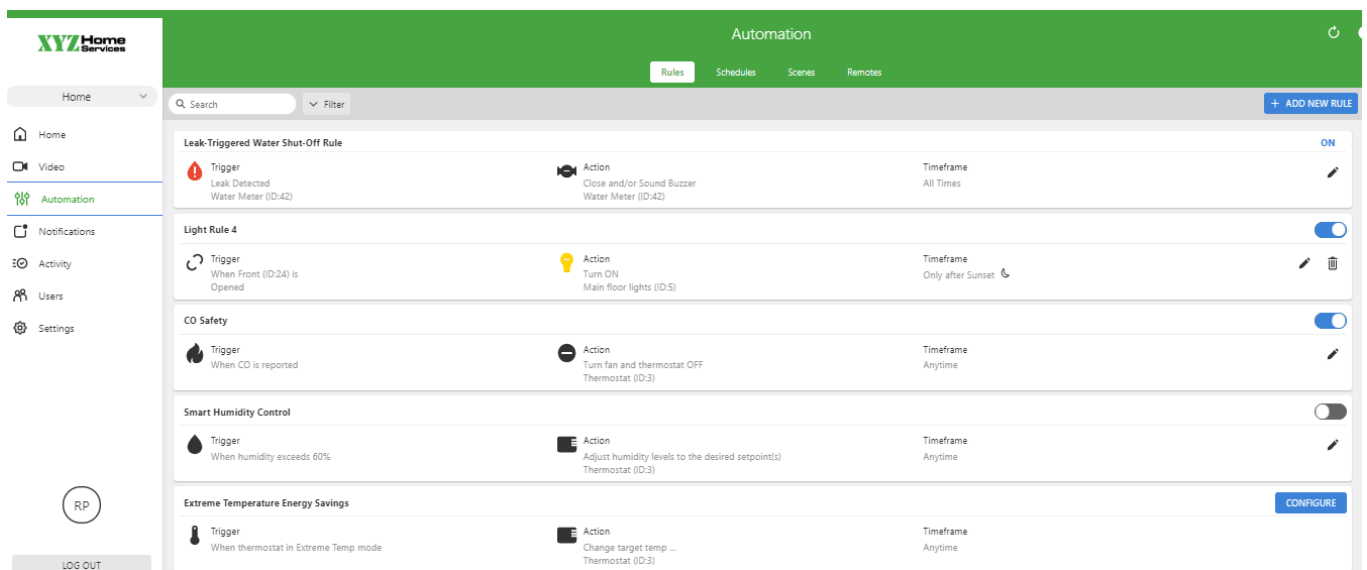 XYZ Home Services
Automation
Rules Schedules Scenes Remotes
Home
Search
Filter
+ ADD NEW RULE
Home
Video
Automation
Notifications
Activity
Users
Settings
RP
LOG OUT
Leak-Triggered Water Shut-Off Rule
ON
Trigger
Leak Detected
Water Meter (ID:42)
Action
Close and/or Sound Buzzer
Water Meter (ID:42)
Timeframe
All Times
Light Rule 4
Trigger
When Front (ID:24) is
Opened
Action
Turn ON
Main floor lights (ID:5)
Timeframe
Only after Sunset
CO Safety
Trigger
When CO is reported
Action
Turn fan and thermostat OFF
Thermostat (ID:3)
Timeframe
Anytime
Smart Humidity Control
Trigger
When humidity exceeds 60%
Action
Adjust humidity levels to the desired setpoint(s)
Thermostat (ID:3)
Timeframe
Anytime
Extreme Temperature Energy Savings
CONFIGURE
Trigger
When thermostat in Extreme Temp mode
Action
Change target temp ...
Thermostat (ID:3)
Timeframe
Anytime